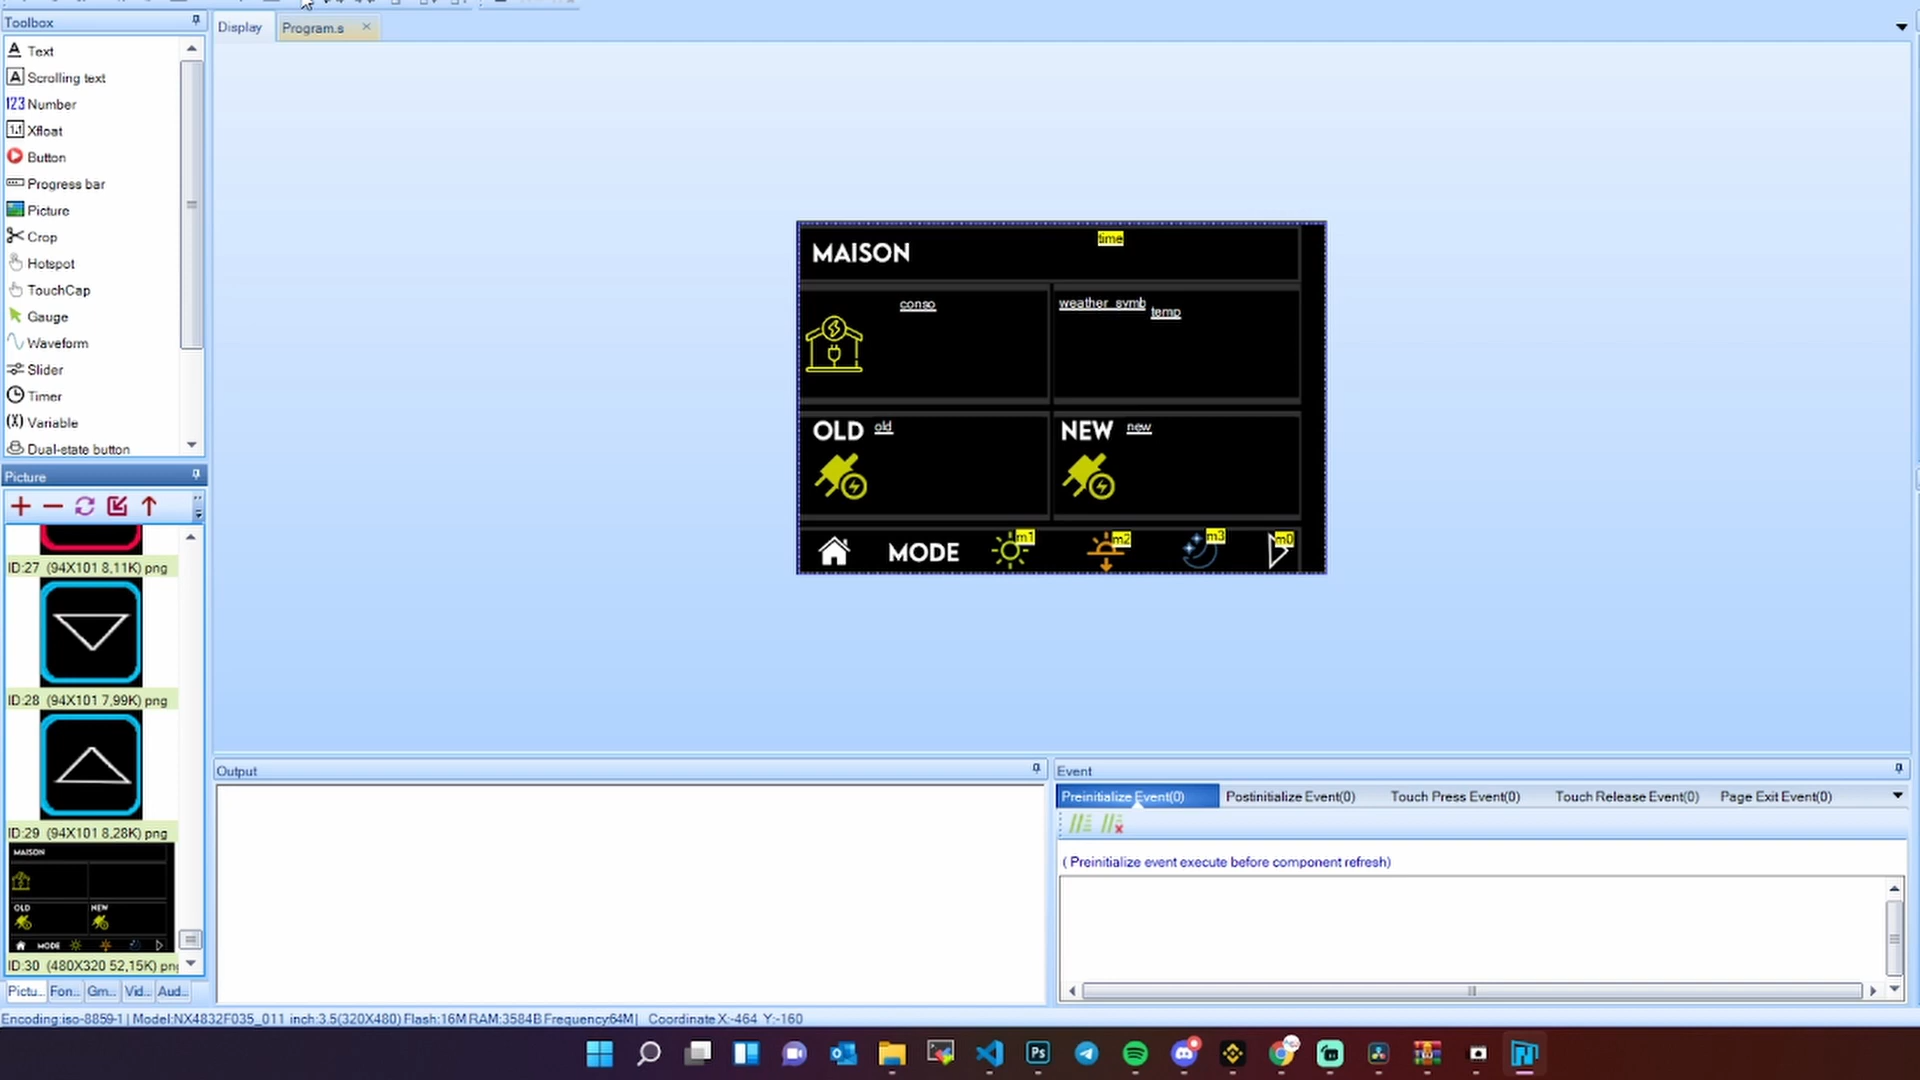 Toolbox
Display
Program.s
Text
Scrolling text
123 Number
Xfloat
Button
Progress bar
Picture
Crop
Hotspot
TouchCap
Gauge
Waveform
Slider
Timer
(X) Variable
Dual-state button
MAISON
time
conso
weather_symb
temp
OLD
old
NEW
new
MODE
m1
m2
m3
m0
Picture
ID:27 (94X101 8,11K) png
ID:28 (94X101 7,99K) png
ID:29 (94X101 8,28K) png
MAISON
OLD
NEW
MODE
ID:30 (480X320 52,15K) png
Pictu...
Fon...
Gm...
Vid...
Aud...
Output
Event
Preinitialize Event(0)
Postinitialize Event(0)
Touch Press Event(0)
Touch Release Event(0)
Page Exit Event(0)
( Preinitialize event execute before component refresh)
Encoding:iso-8859-1| Model:NX4832F035_011 inch:3.5(320X480) Flash:16M RAM:3584B Frequency:64M| Coordinate X:-464 Y:-160
Ps